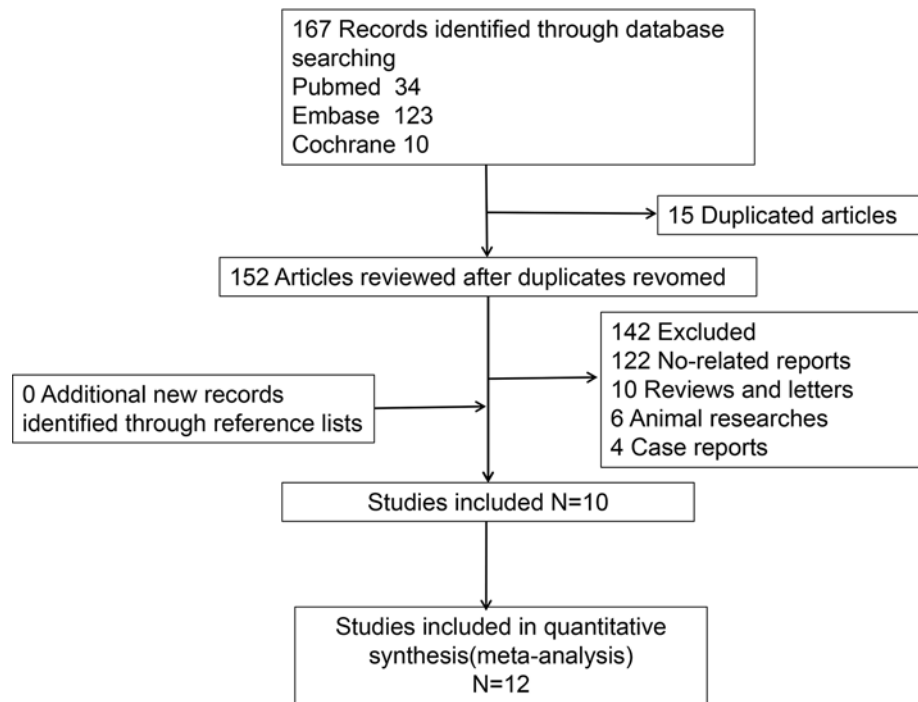 167 Records identified through database
searching
Pubmed 34
Embase 123
Cochrane 10
15 Duplicated articles
152 Articles reviewed after duplicates revomed
142 Excluded
122 No-related reports
10 Reviews and letters
6 Animal researches
4 Case reports
0 Additional new records
identified through reference lists
Studies included N=10
Studies included in quantitative
synthesis(meta-analysis)
N=12